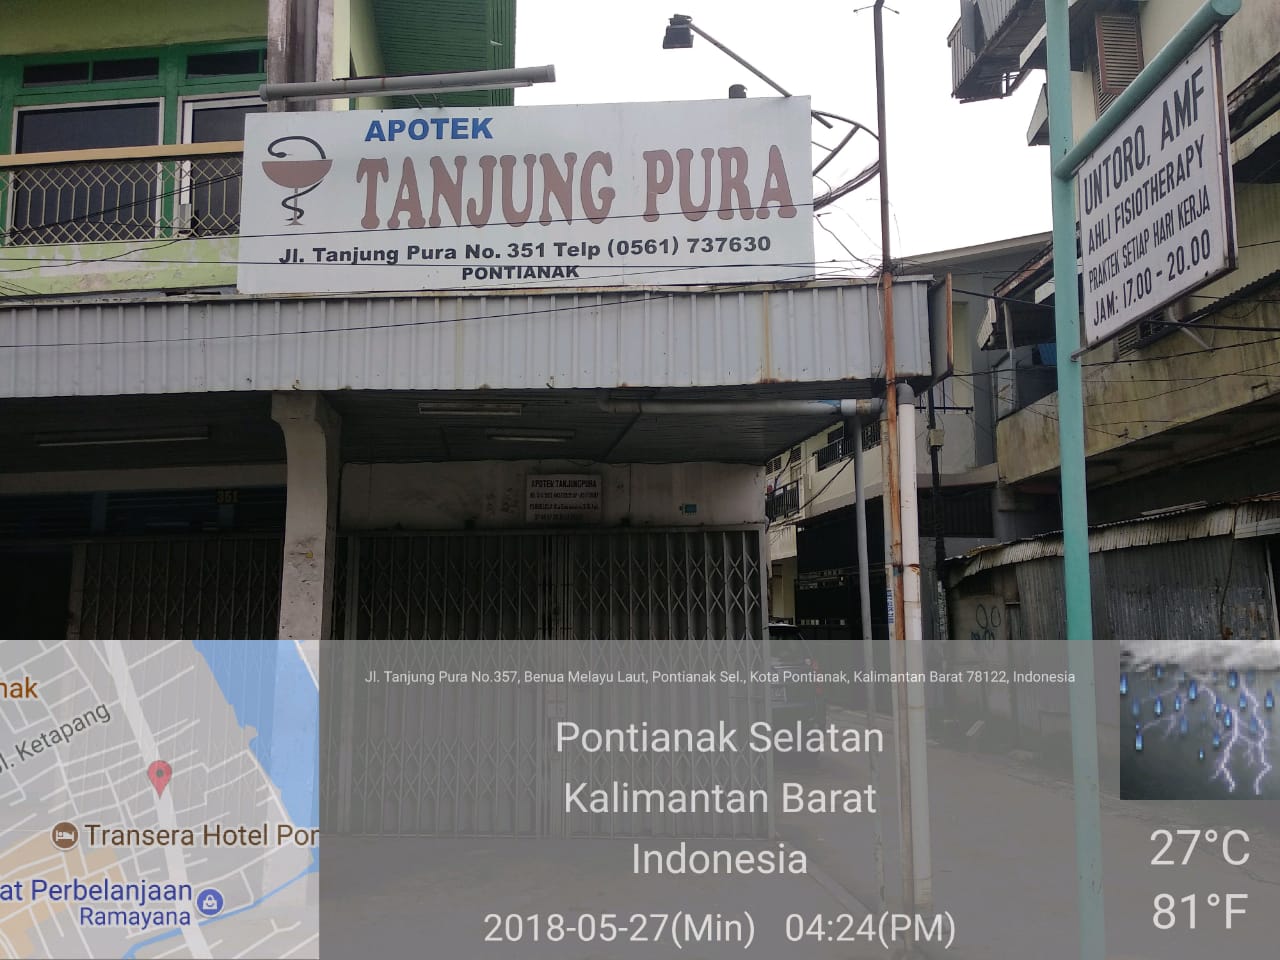 APOTEK
TANJUNG PURA
Jl. Tanjung Pura No. 351 Telp (0561) 737630
PONTIANAK
UNTORO, AMF
AHLI FISIOTHERAPY
PRAKTEK SETIAP HARI KERJA
JAM: 17.00 - 20.00
351
APOTEK TANJUNGPURA
Jl. Tanjung Pura No.357, Benua Melayu Laut, Pontianak Sel., Kota Pontianak, Kalimantan Barat 78122, Indonesia
Pontianak Selatan
Kalimantan Barat
Indonesia
2018-05-27(Min) 04:24(PM)
27°C
81°F
nak
Jl. Ketapang
Transera Hotel Por
at Perbelanjaan
Ramayana